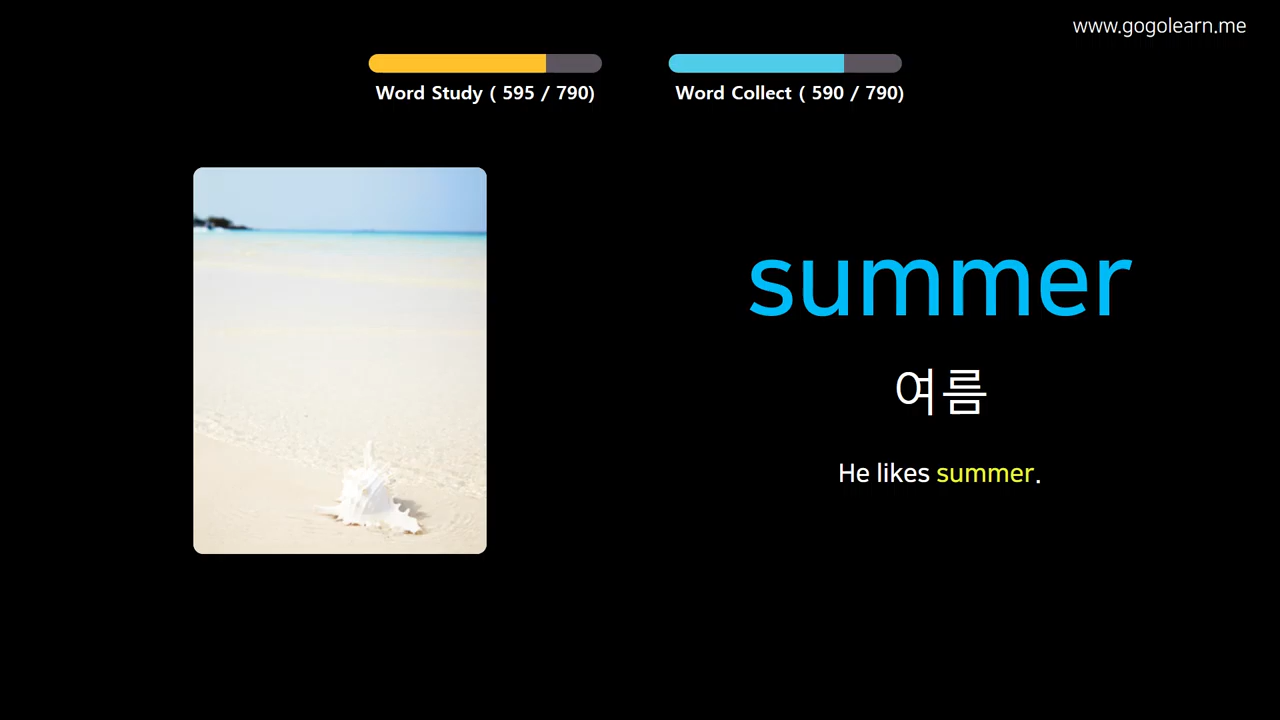 www.gogolearn.me
Word Study ( 595 / 790)
Word Collect ( 590 / 790)
summer
여름
He likes summer.